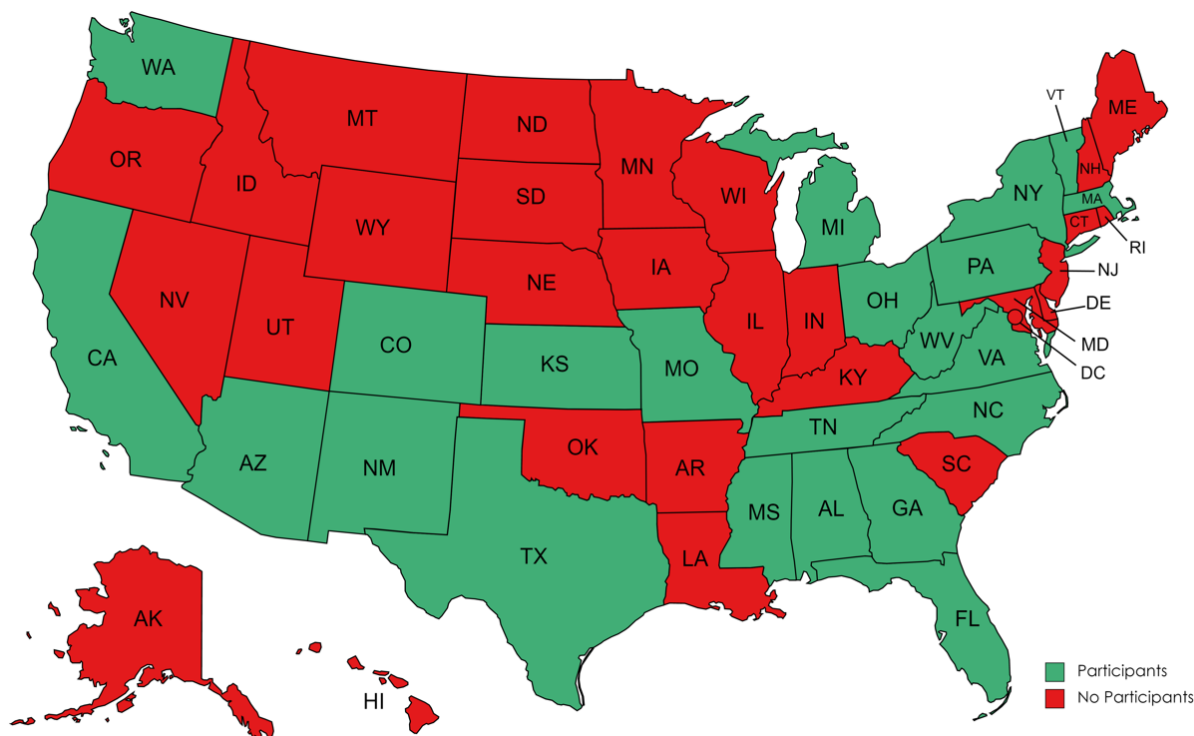 WA
VT
ME
MT
ND
OR
MN
ID
NH
SD
WI
NY
MA
MI
WY
CT
RI
IA
PA
NJ
NE
NV
OH
DE
IL
IN
UT
WV
MD
CO
CA
VA
KS
MO
DC
KY
NC
TN
OK
AZ
SC
NM
AR
GA
MS
AL
TX
LA
AK
FL
Participants
No Participants
HI